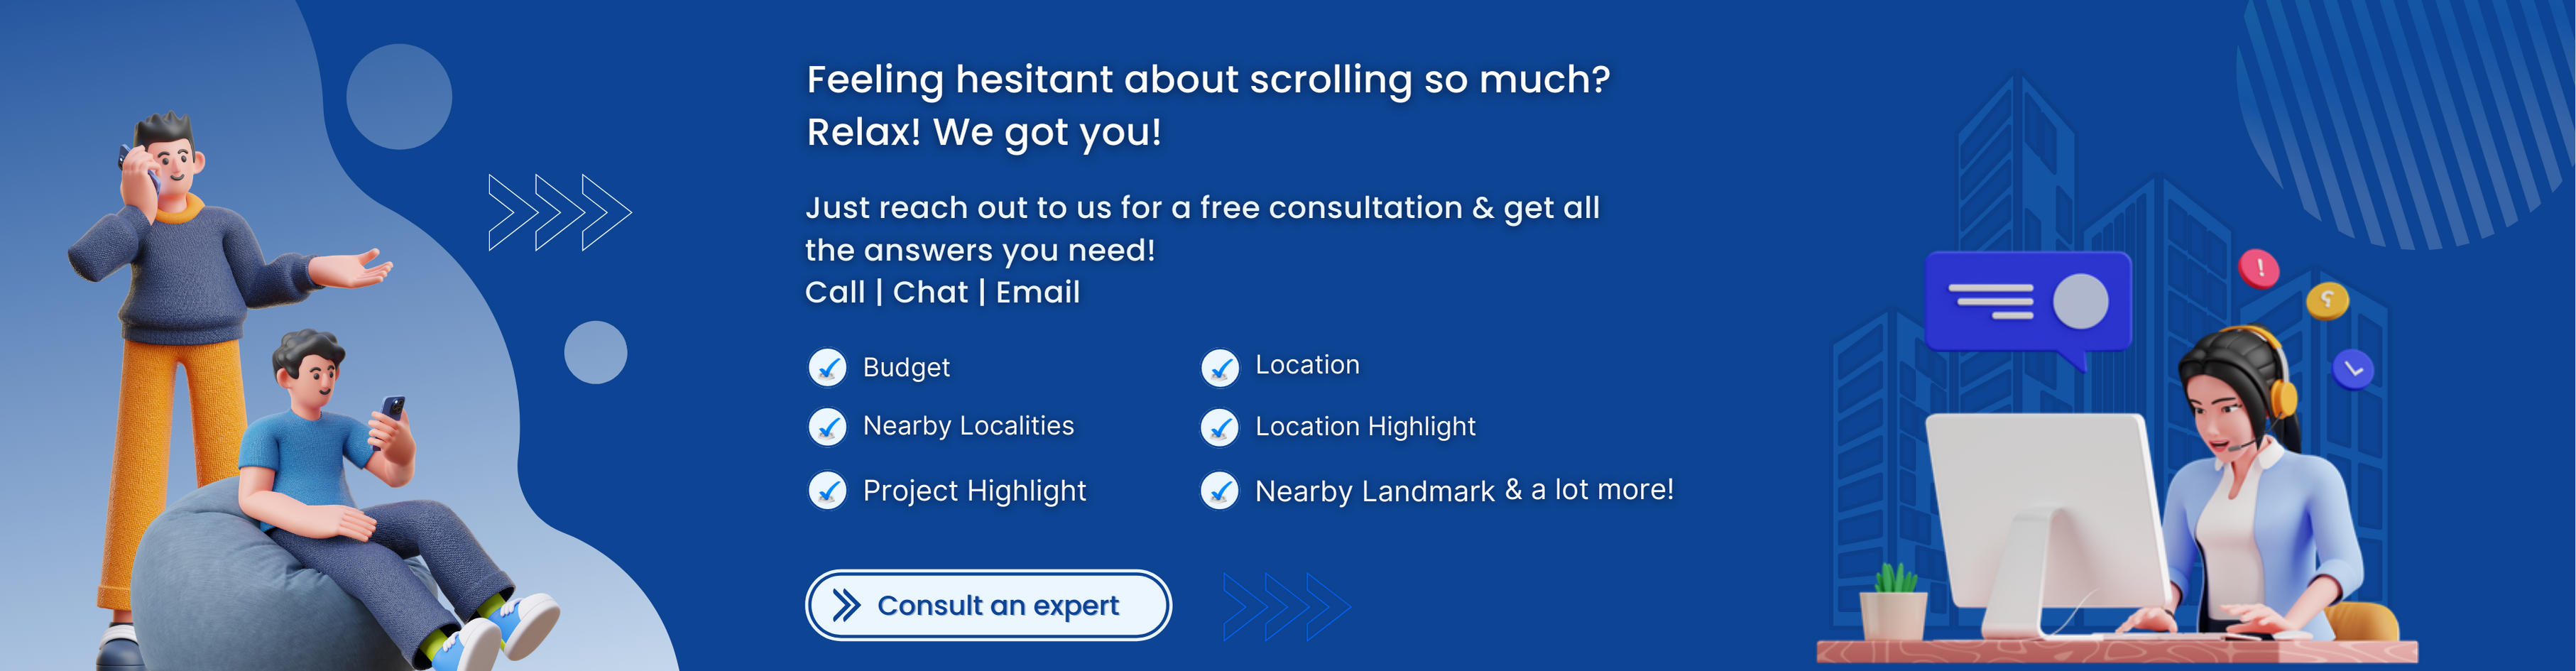 Feeling hesitant about scrolling so much?
Relax! We got you!
Just reach out to us for a free consultation & get all
the answers you need!
Call | Chat | Email
Budget
Location
Nearby Localities
Location Highlight
Project Highlight
Nearby Landmark & a lot more!
Consult an expert